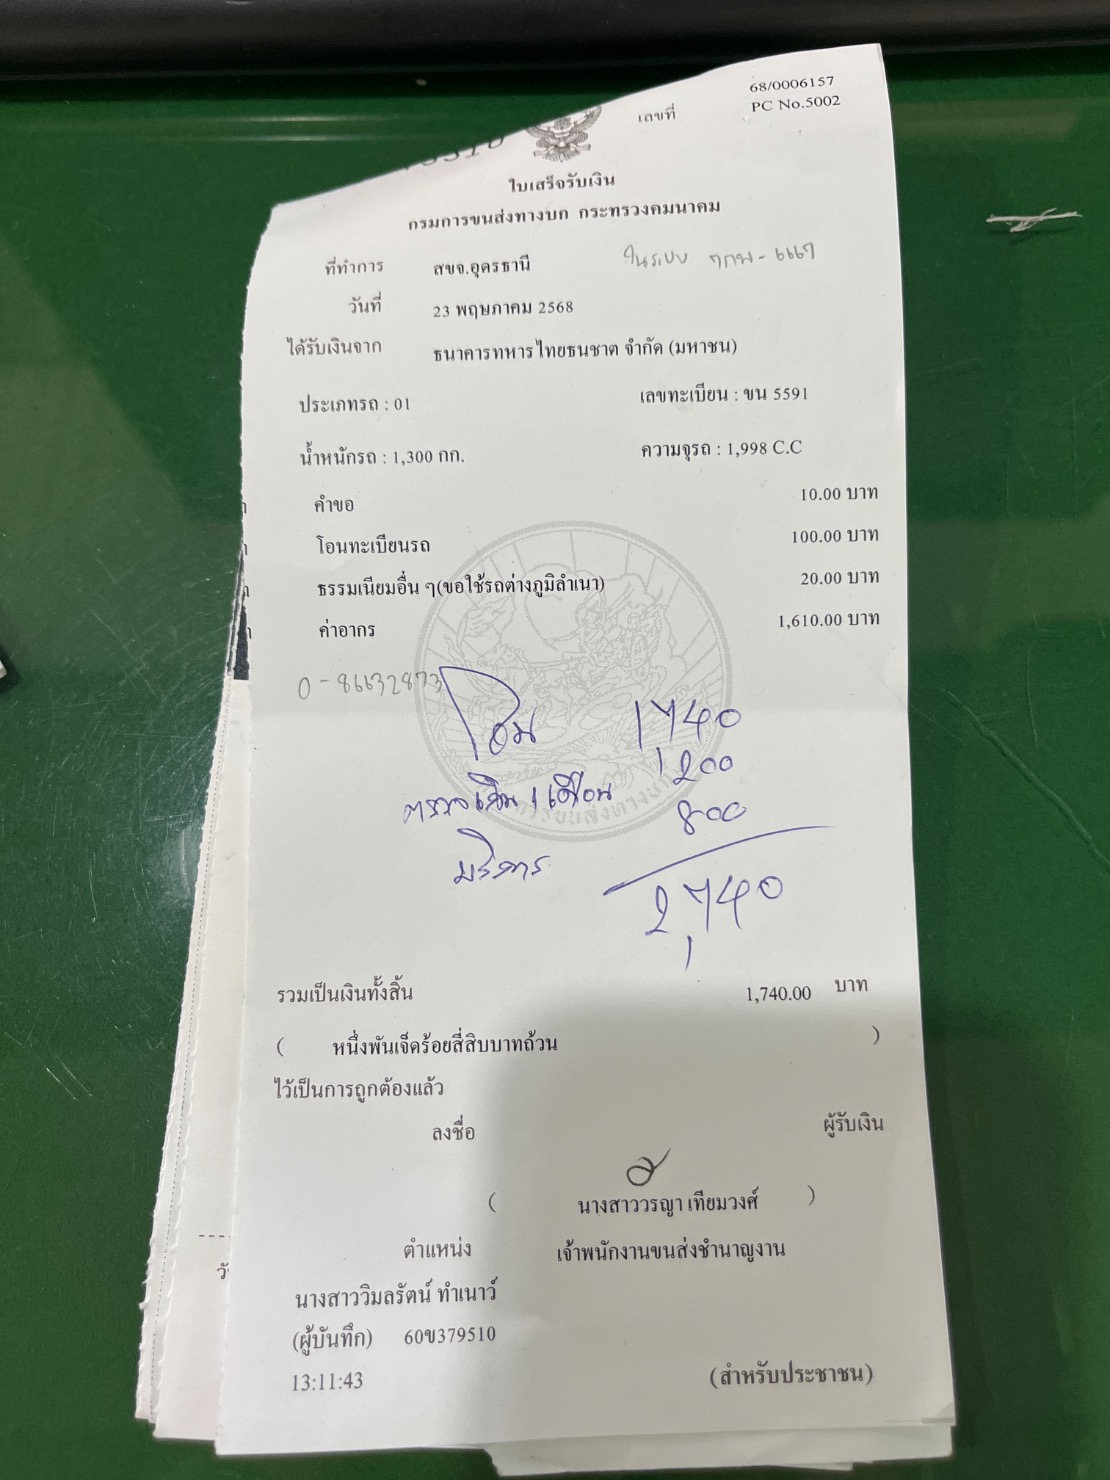 68/0006157
เลขที่ PC No.5002
ใบเสร็จรับเงิน
กรมการขนส่งทางบก กระทรวงคมนาคม
ที่ทำการ สขจ.อุดรธานี ในระบบ
วันที่ 23 พฤษภาคม 2568
ได้รับเงินจาก ธนาคารทหารไทยธนชาต จำกัด (มหาชน)
ประเภทรถ : 01 เลขทะเบียน : ขน 5591
น้ำหนักรถ : 1,300 กก. ความจุรถ : 1,998 C.C
คำขอ 10.00 บาท
โอนทะเบียนรถ 100.00 บาท
ธรรมเนียมอื่น ๆ(ขอใช้รถต่างภูมิลำเนา) 20.00 บาท
ค่าอากร 1,610.00 บาท
0-86632873
โอน 1,740
200
800
บริการ
2,740
รวมเป็นเงินทั้งสิ้น 1,740.00 บาท
( หนึ่งพันเจ็ดร้อยสี่สิบบาทถ้วน )
ไว้เป็นการถูกต้องแล้ว
ลงชื่อ ผู้รับเงิน
( นางสาววรญา เทียมวงศ์ )
ตำแหน่ง เจ้าพนักงานขนส่งชำนาญงาน
นางสาววิมลรัตน์ ทำเนาว์
(ผู้บันทึก) 60ข379510
13:11:43 (สำหรับประชาชน)